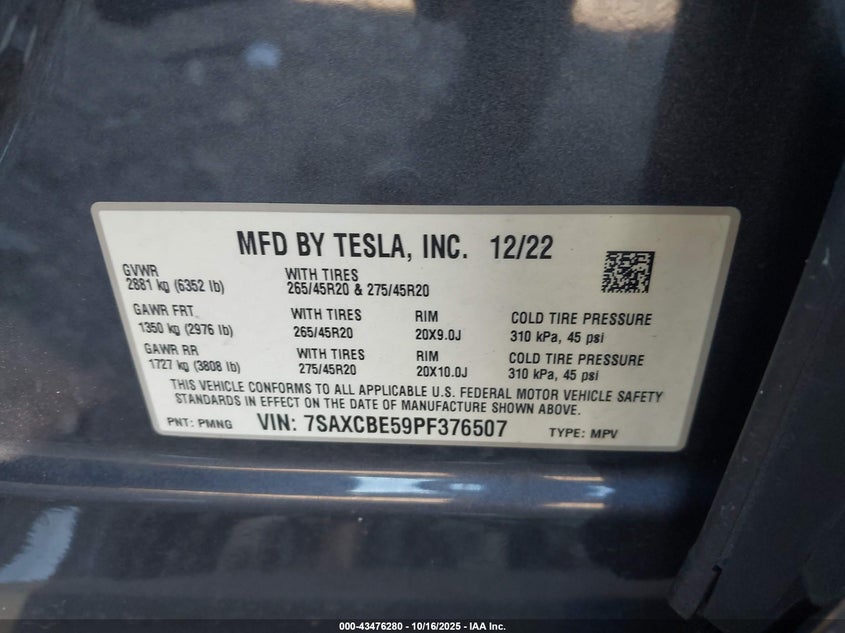 MFD BY TESLA, INC. 12/22
GVWR
2881 kg (6352 lb)
WITH TIRES
265/45R20 & 275/45R20
GAWR FRT
1350 kg (2976 lb)
WITH TIRES
265/45R20
RIM
20X9.0J
COLD TIRE PRESSURE
310 kPa, 45 psi
GAWR RR
1727 kg (3808 lb)
WITH TIRES
275/45R20
RIM
20X10.0J
COLD TIRE PRESSURE
310 kPa, 45 psi
THIS VEHICLE CONFORMS TO ALL APPLICABLE U.S. FEDERAL MOTOR VEHICLE SAFETY
STANDARDS IN EFFECT ON THE DATE OF MANUFACTURE SHOWN ABOVE.
PNT: PMNG VIN: 7SAXCBE59PF376507 TYPE: MPV
000-43476280 - 10/16/2025 - IAA Inc.